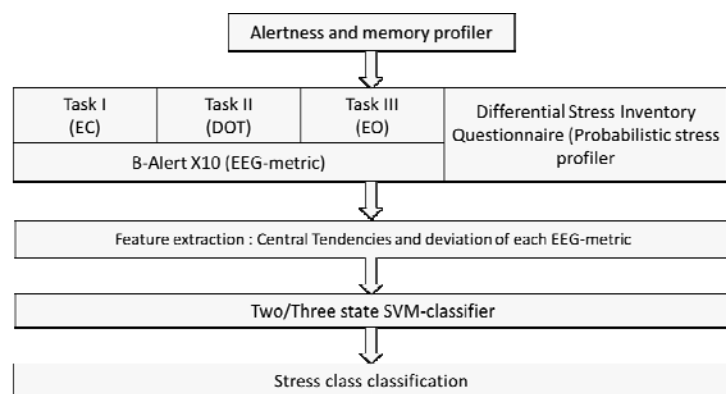 Alertness and memory profiler
Task I
(EC)
Task II
(DOT)
Task III
(EO)
B-Alert X10 (EEG-metric)
Differential Stress Inventory
Questionnaire (Probabilistic stress
profiler
Feature extraction : Central Tendencies and deviation of each EEG-metric
Two/Three state SVM-classifier
Stress class classification